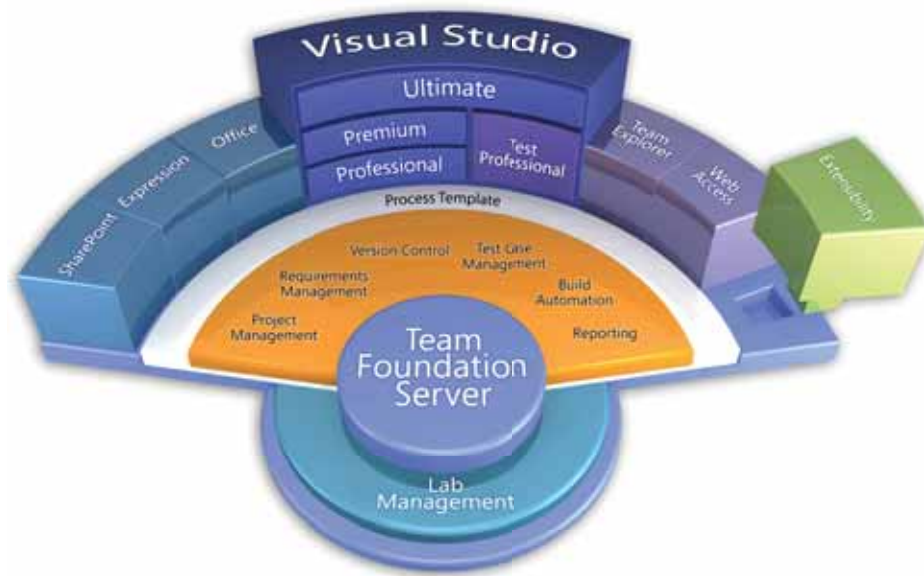 Visual Studio
Ultimate
Premium
Professional
Test
Professional
Office
Expression
SharePoint
Team
Explorer
Web
Access
Extensibility
Process Template
Version Control
Test Case
Management
Requirements
Management
Build
Automation
Project
Management
Reporting
Team
Foundation
Server
Lab
Management